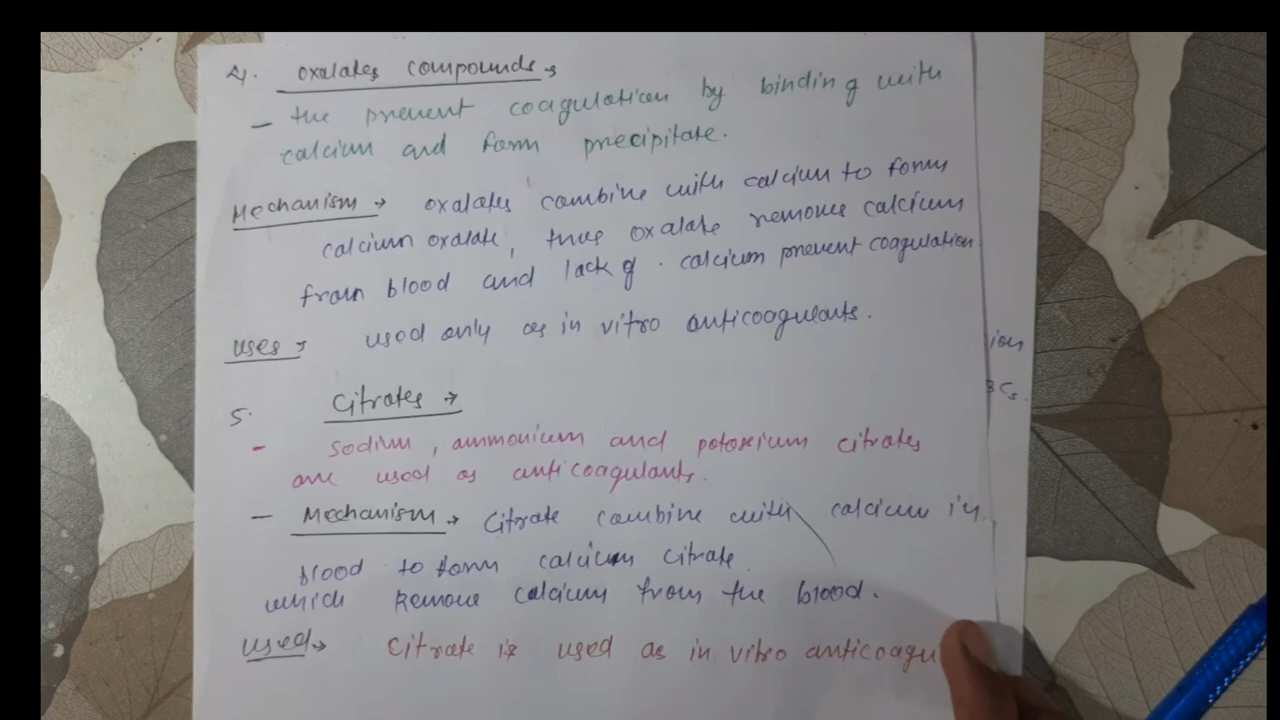 4. oxalates compounds →
- the prevent coagulation by binding with
calcium and form precipitate.
Mechanism → oxalates combine with calcium to form
calcium oxalate, thus oxalate removes calcium
from blood and lack of calcium prevent coagulation
uses → used only as in vitro anticoagulants.
5. Citrates →
- Sodium, ammonium and potassium citrates
are used as anticoagulants.
- Mechanism → Citrate combine with calcium in
blood to form calcium citrate.
which Remove calcium from the blood.
used → Citrate is used as in vitro anticoagu
ion